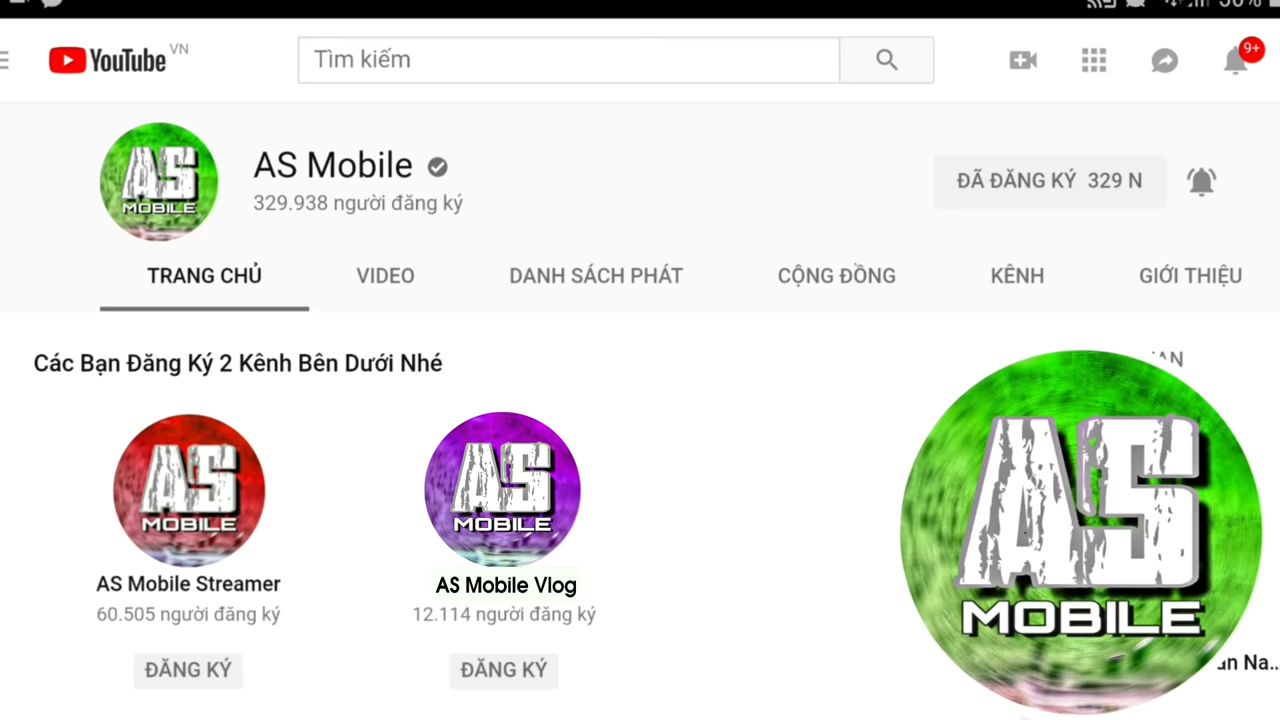 YouTube VN
Tìm kiếm
9+
AS
MOBILE
AS Mobile
329.938 người đăng ký
ĐÃ ĐĂNG KÝ 329 N
TRANG CHỦ VIDEO DANH SÁCH PHÁT CỘNG ĐỒNG KÊNH GIỚI THIỆU
Các Bạn Đăng Ký 2 Kênh Bên Dưới Nhé
AS
MOBILE
AS
MOBILE
AS Mobile Streamer
60.505 người đăng ký
ĐĂNG KÝ
AS Mobile Vlog
12.114 người đăng ký
ĐĂNG KÝ
AS
MOBILE